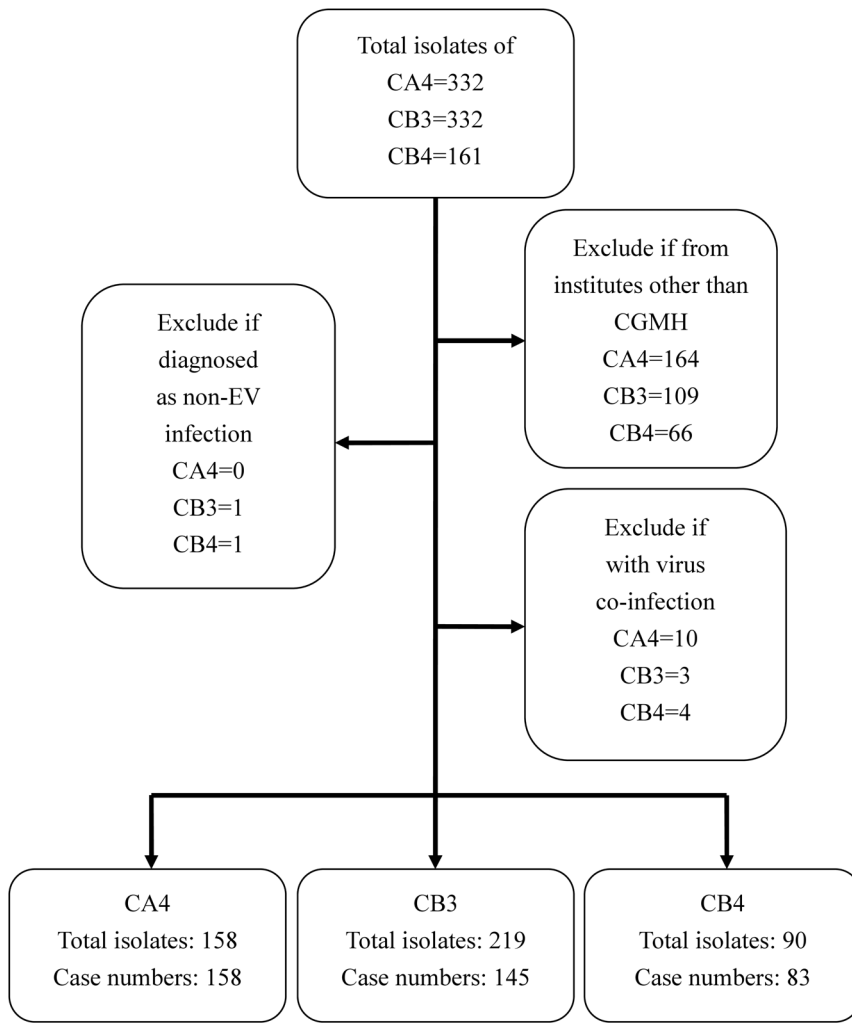 Total isolates of
CA4=332
CB3=332
CB4=161
Exclude if from
institutes other than
CGMH
CA4=164
CB3=109
CB4=66
Exclude if
diagnosed
as non-EV
infection
CA4=0
CB3=1
CB4=1
Exclude if
with virus
co-infection
CA4=10
CB3=3
CB4=4
CA4
Total isolates: 158
Case numbers: 158
CB3
Total isolates: 219
Case numbers: 145
CB4
Total isolates: 90
Case numbers: 83